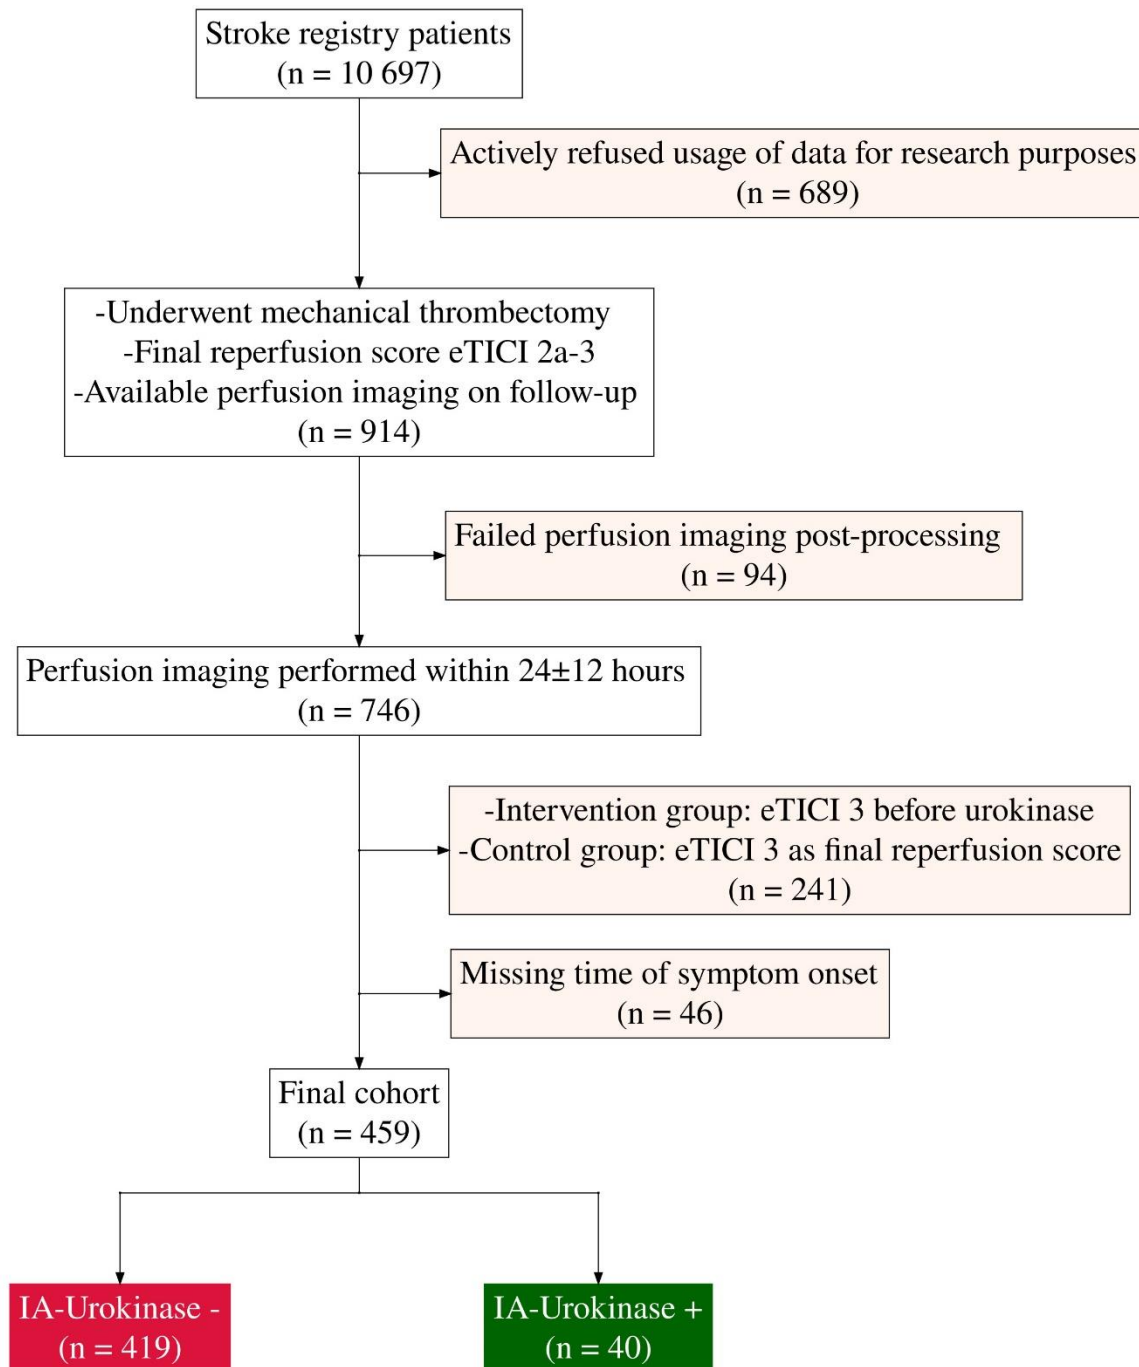 Stroke registry patients
(n = 10 697)
Actively refused usage of data for research purposes
(n = 689)
-Underwent mechanical thrombectomy
-Final reperfusion score eTICI 2a-3
-Available perfusion imaging on follow-up
(n = 914)
Failed perfusion imaging post-processing
(n = 94)
Perfusion imaging performed within 24±12 hours
(n = 746)
-Intervention group: eTICI 3 before urokinase
-Control group: eTICI 3 as final reperfusion score
(n = 241)
Missing time of symptom onset
(n = 46)
Final cohort
(n = 459)
IA-Urokinase -
(n = 419)
IA-Urokinase +
(n = 40)